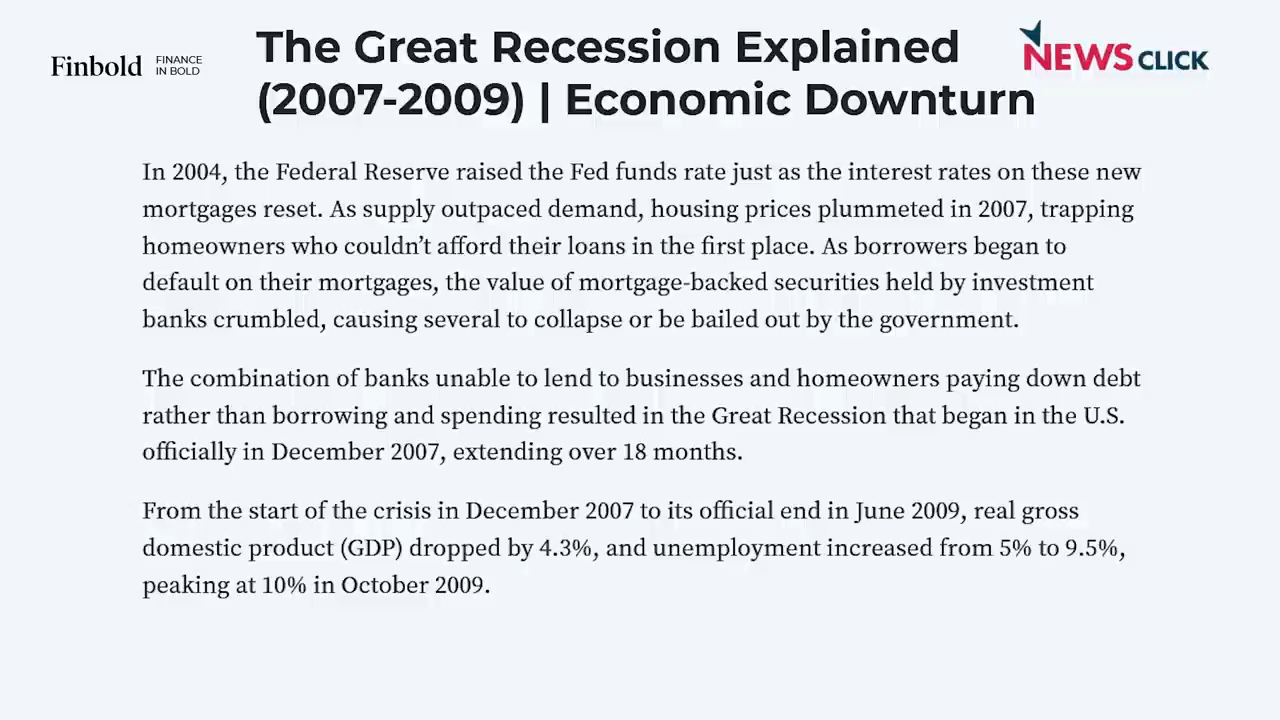 Finbold
FINANCE
IN BOLD
The Great Recession Explained
(2007-2009) | Economic Downturn
NEWS CLICK
In 2004, the Federal Reserve raised the Fed funds rate just as the interest rates on these new
mortgages reset. As supply outpaced demand, housing prices plummeted in 2007, trapping
homeowners who couldn’t afford their loans in the first place. As borrowers began to
default on their mortgages, the value of mortgage-backed securities held by investment
banks crumbled, causing several to collapse or be bailed out by the government.
The combination of banks unable to lend to businesses and homeowners paying down debt
rather than borrowing and spending resulted in the Great Recession that began in the U.S.
officially in December 2007, extending over 18 months.
From the start of the crisis in December 2007 to its official end in June 2009, real gross
domestic product (GDP) dropped by 4.3%, and unemployment increased from 5% to 9.5%,
peaking at 10% in October 2009.